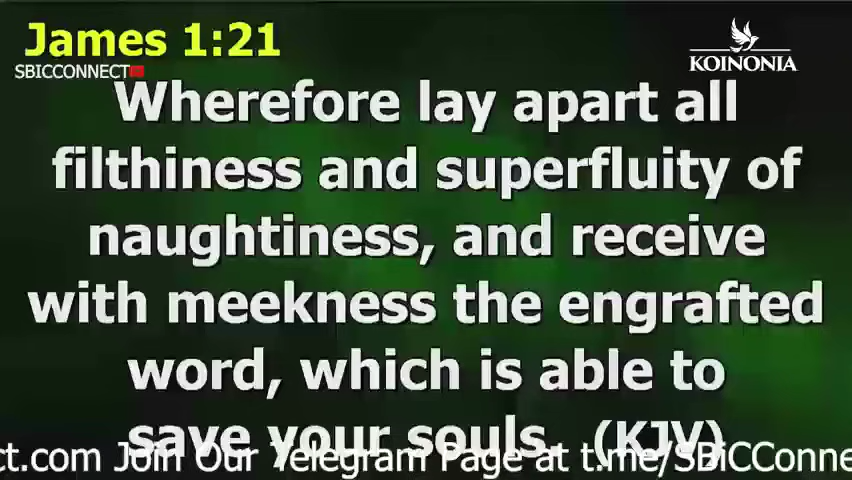 James 1:21
SBICCONNECT
KOINONIA
Wherefore lay apart all
filthiness and superfluity of
naughtiness, and receive
with meekness the engrafted
word, which is able to
save your souls. (KJV)
ct.com Join Our Telegram Page at t.me/SBiCConne